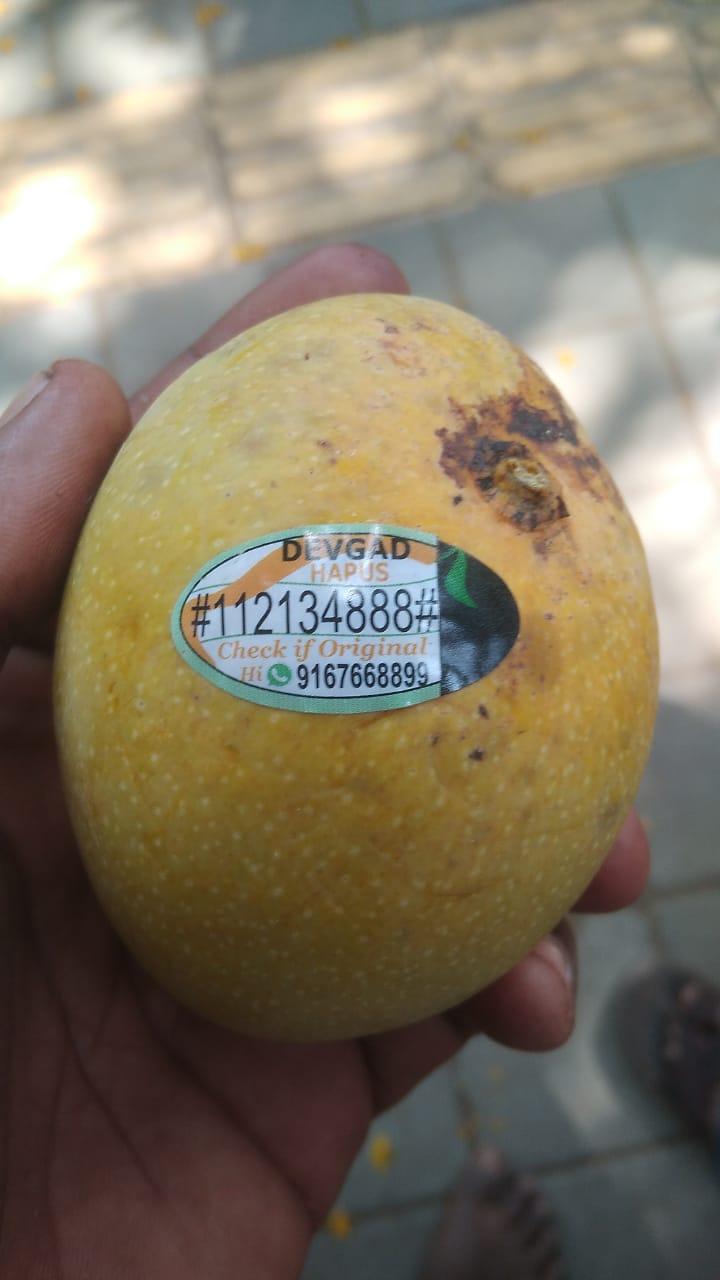 DEVGAD
HAPUS
#112134888#
Check if Original
Hi 9167668899